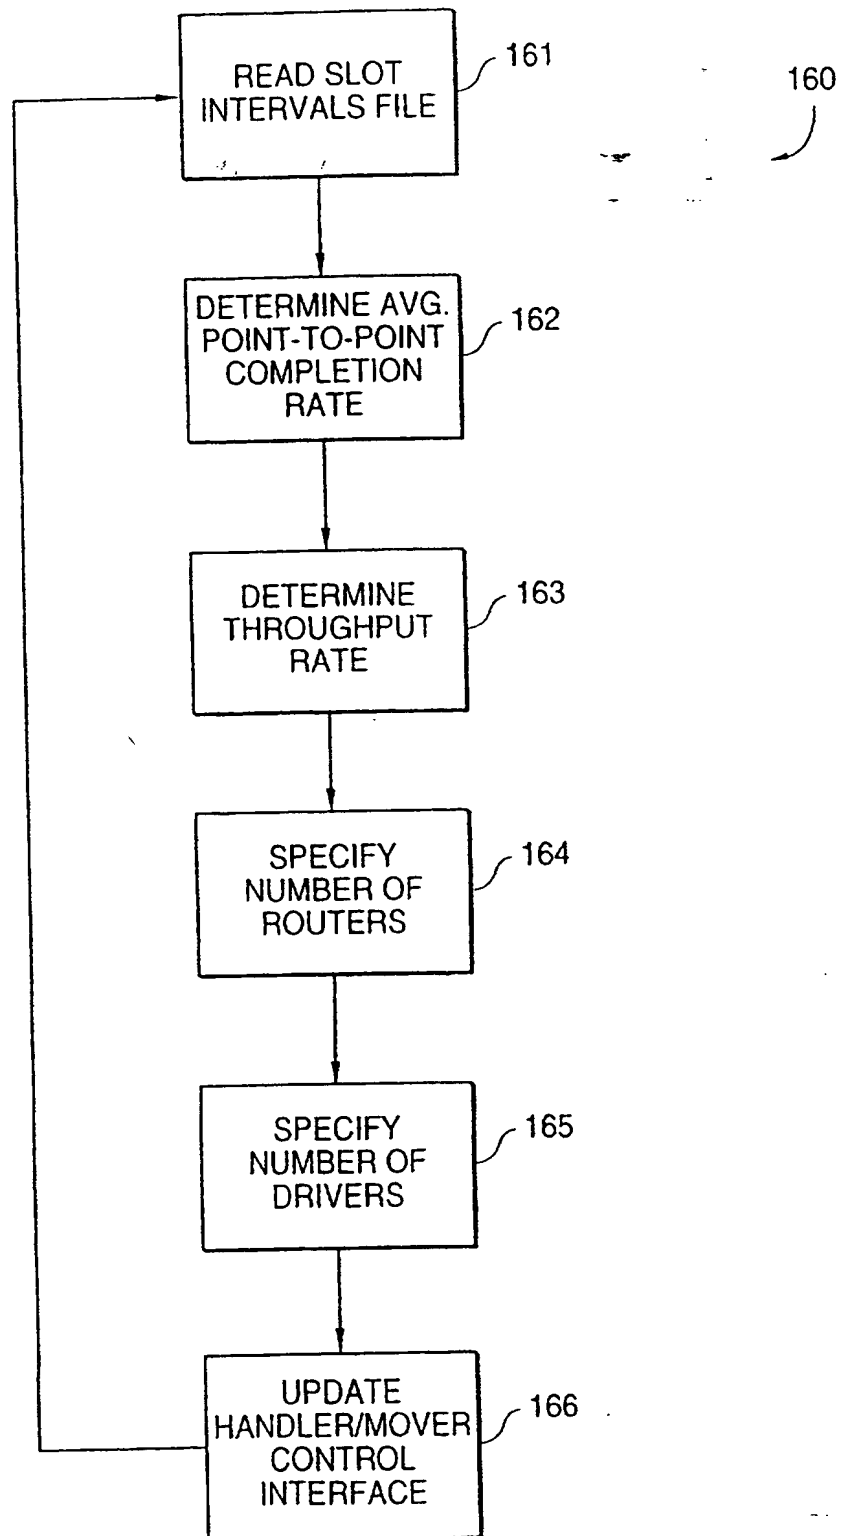 READ SLOT
INTERVALS FILE
161
160
DETERMINE AVG.
POINT-TO-POINT
COMPLETION
RATE
162
DETERMINE
THROUGHPUT
RATE
163
SPECIFY
NUMBER OF
ROUTERS
164
SPECIFY
NUMBER OF
DRIVERS
165
UPDATE
HANDLER/MOVER
CONTROL
INTERFACE
166